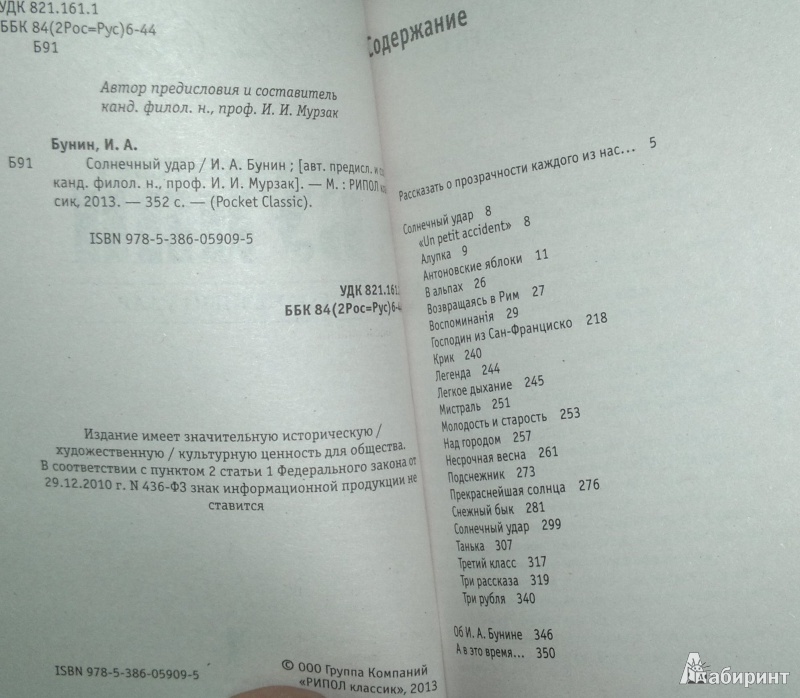 УДК 821.161.1
ББК 84(2Рос=Рус)6-44
Б91
Автор предисловия и составитель
канд. филол. н., проф. И. И. Мурзак
Бунин, И. А.
Б91 Солнечный удар / И. А. Бунин ; [авт. предисл. и со
канд. филол. н., проф. И. И. Мурзак]. — М. : РИПОЛ клас
сик, 2013. — 352 с. — (Pocket Classic).
ISBN 978-5-386-05909-5
УДК 821.161.
ББК 84(2Рос=Рус)6-4
Издание имеет значительную историческую /
художественную / культурную ценность для общества.
В соответствии с пунктом 2 статьи 1 Федерального закона от
29.12.2010 г. N 436-ФЗ знак информационной продукции не
ставится
ISBN 978-5-386-05909-5
© ООО Группа Компаний
«РИПОЛ классик», 2013
Содержание
Рассказать о прозрачности каждого из нас... 5
Солнечный удар 8
«Un petit accident» 8
Алупка 9
Антоновские яблоки 11
В альпах 26
Возвращаясь в Рим 27
Воспоминанiя 29
Господин из Сан-Франциско 218
Крик 240
Легенда 244
Легкое дыхание 245
Мистраль 251
Молодость и старость 253
Над городом 257
Несрочная весна 261
Подснежник 273
Прекраснейшая солнца 276
Снежный бык 281
Солнечный удар 299
Танька 307
Третий класс 317
Три рассказа 319
Три рубля 340
Об И. А. Бунине 346
А в это время... 350
Лабиринт